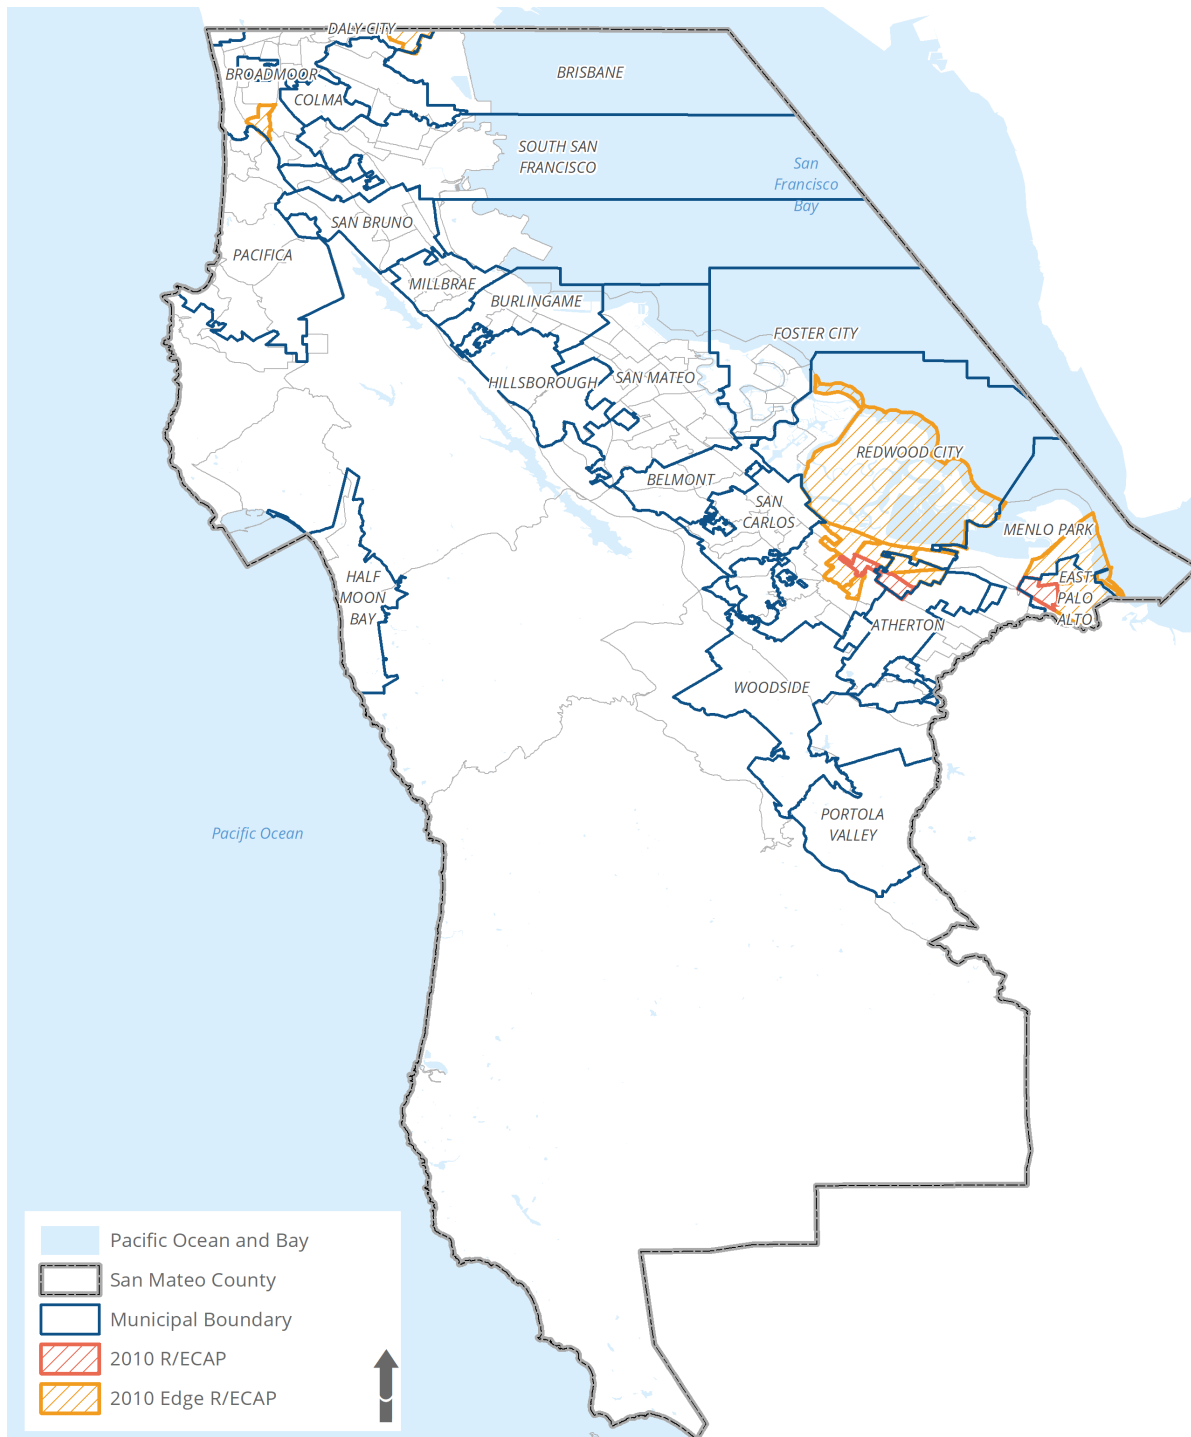 DALY CITY
BROADMOOR
BRISBANE
COLMA
SOUTH SAN
FRANCISCO
San
Francisco
Bay
SAN BRUNO
PACIFICA
MILLBRAE
BURLINGAME
FOSTER CITY
HILLSBOROUGH
SAN MATEO
REDWOOD CITY
BELMONT
SAN
CARLOS
MENLO PARK
HALF
MOON
BAY
EAST
PALO
ALTO
ATHERTON
WOODSIDE
PORTOLA
VALLEY
Pacific Ocean
Pacific Ocean and Bay
San Mateo County
Municipal Boundary
2010 R/ECAP
2010 Edge R/ECAP